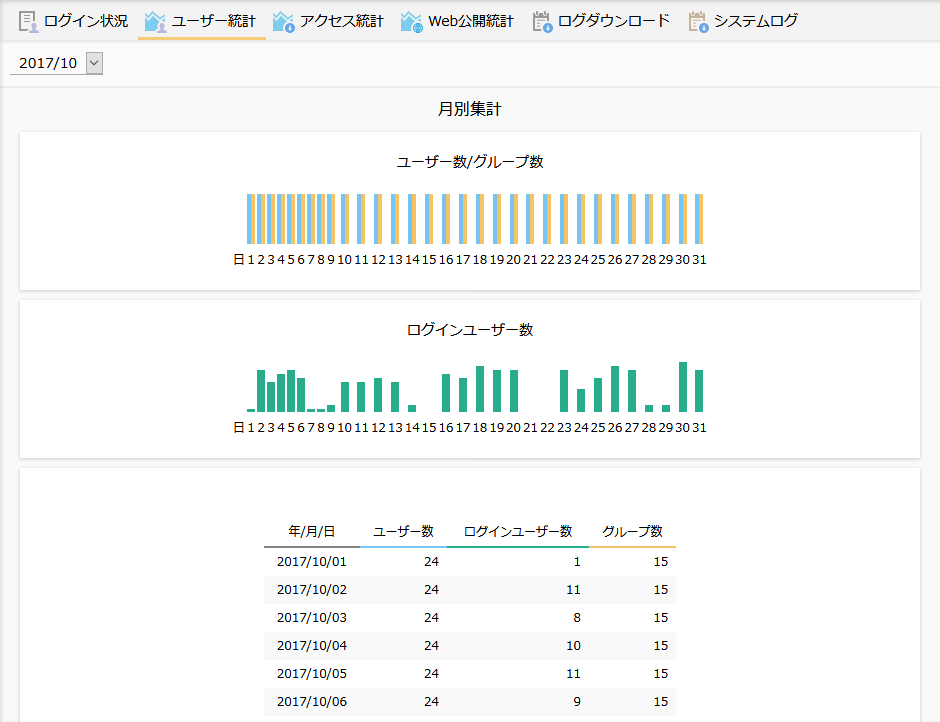 ログイン状況 ユーザー統計 アクセス統計 Web公開統計 ログダウンロード システムログ
2017/10
月別集計
ユーザー数/グループ数
日 1 2 3 4 5 6 7 8 9 10 11 12 13 14 15 16 17 18 19 20 21 22 23 24 25 26 27 28 29 30 31
ログインユーザー数
日 1 2 3 4 5 6 7 8 9 10 11 12 13 14 15 16 17 18 19 20 21 22 23 24 25 26 27 28 29 30 31
年/月/日 ユーザー数 ログインユーザー数 グループ数
2017/10/01 24 1 15
2017/10/02 24 11 15
2017/10/03 24 8 15
2017/10/04 24 10 15
2017/10/05 24 11 15
2017/10/06 24 9 15